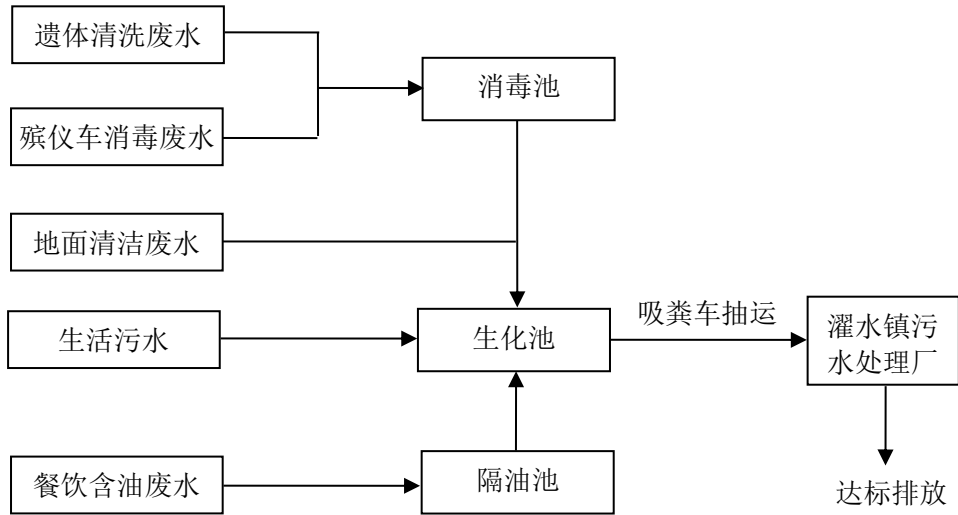 遗体清洗废水
消毒池
殡仪车消毒废水
地面清洁废水
吸粪车抽运
生活污水
生化池
濯水镇污
水处理厂
餐饮含油废水
隔油池
达标排放